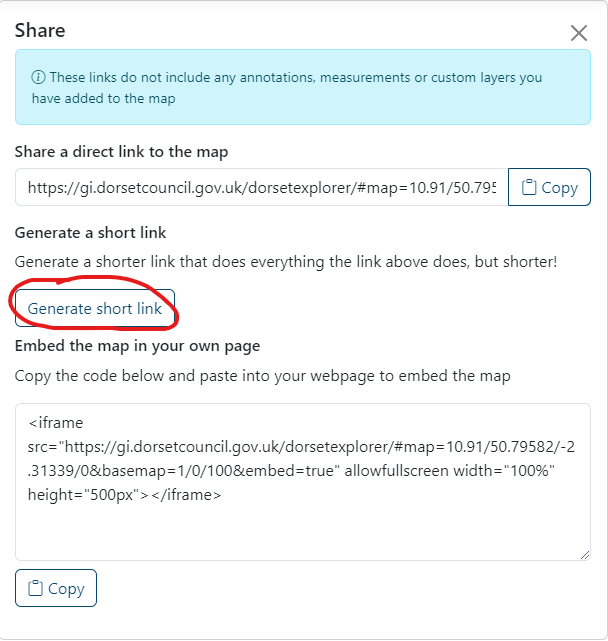 Share
These links do not include any annotations, measurements or custom layers you
have added to the map
Share a direct link to the map
https://gi.dorsetcouncil.gov.uk/dorsetexplorer/#map=10.91/50.795
Copy
Generate a short link
Generate a shorter link that does everything the link above does, but shorter!
Generate short link
Embed the map in your own page
Copy the code below and paste into your webpage to embed the map
<iframe
src="https://gi.dorsetcouncil.gov.uk/dorsetexplorer/#map=10.91/50.79582/-2
.31339/0&basemap=1/0/100&embed=true" allowfullscreen width="100%"
height="500px"></iframe>
Copy